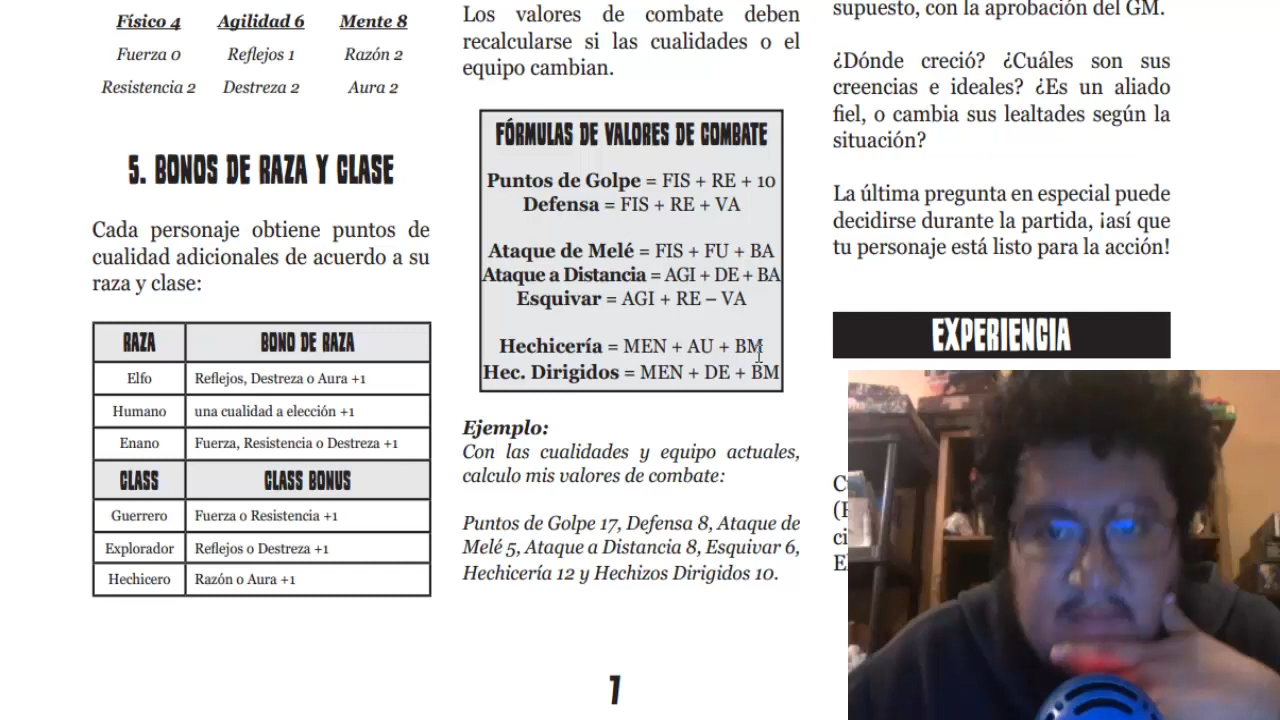 Físico 4 Agilidad 6 Mente 8
Fuerza 0 Reflejos 1 Razón 2
Resistencia 2 Destreza 2 Aura 2
5. BONOS DE RAZA Y CLASE
Cada personaje obtiene puntos de
cualidad adicionales de acuerdo a su
raza y clase:
RAZA BONO DE RAZA
Elfo Reflejos, Destreza o Aura +1
Humano una cualidad a elección +1
Enano Fuerza, Resistencia o Destreza +1
CLASS CLASS BONUS
Guerrero Fuerza o Resistencia +1
Explorador Reflejos o Destreza +1
Hechicero Razón o Aura +1
Los valores de combate deben
recalcularse si las cualidades o el
equipo cambian.
FÓRMULAS DE VALORES DE COMBATE
Puntos de Golpe = FIS + RE + 10
Defensa = FIS + RE + VA
Ataque de Melé = FIS + FU + BA
Ataque a Distancia = AGI + DE + BA
Esquivar = AGI + RE – VA
Hechicería = MEN + AU + BM
Hec. Dirigidos = MEN + DE + BM
Ejemplo:
Con las cualidades y equipo actuales,
calculo mis valores de combate:
Puntos de Golpe 17, Defensa 8, Ataque de
Melé 5, Ataque a Distancia 8, Esquivar 6,
Hechicería 12 y Hechizos Dirigidos 10.
1
supuesto, con la aprobación del GM.
¿Dónde creció? ¿Cuáles son sus
creencias e ideales? ¿Es un aliado
fiel, o cambia sus lealtades según la
situación?
La última pregunta en especial puede
decidirse durante la partida, ¡así que
tu personaje está listo para la acción!
EXPERIENCIA